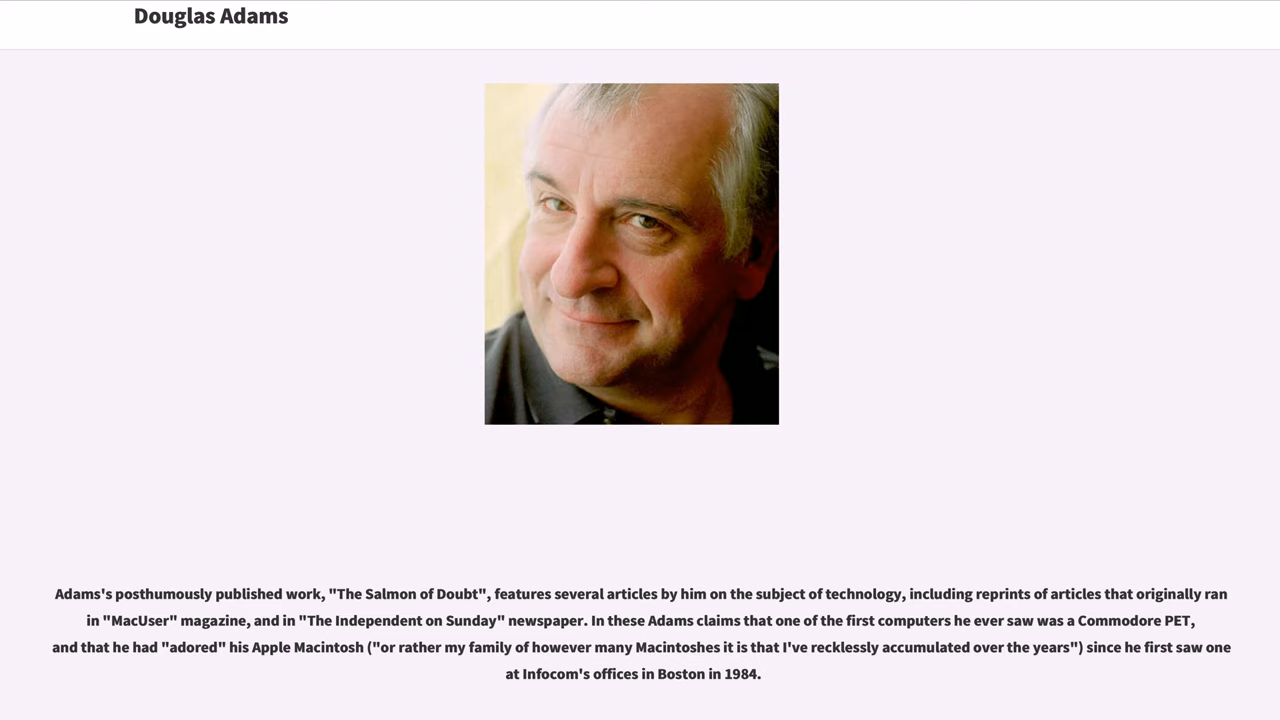 Douglas Adams
Adams's posthumously published work, "The Salmon of Doubt", features several articles by him on the subject of technology, including reprints of articles that originally ran
in "MacUser" magazine, and in "The Independent on Sunday" newspaper. In these Adams claims that one of the first computers he ever saw was a Commodore PET,
and that he had "adored" his Apple Macintosh ("or rather my family of however many Macintoshes it is that I've recklessly accumulated over the years") since he first saw one
at Infocom's offices in Boston in 1984.